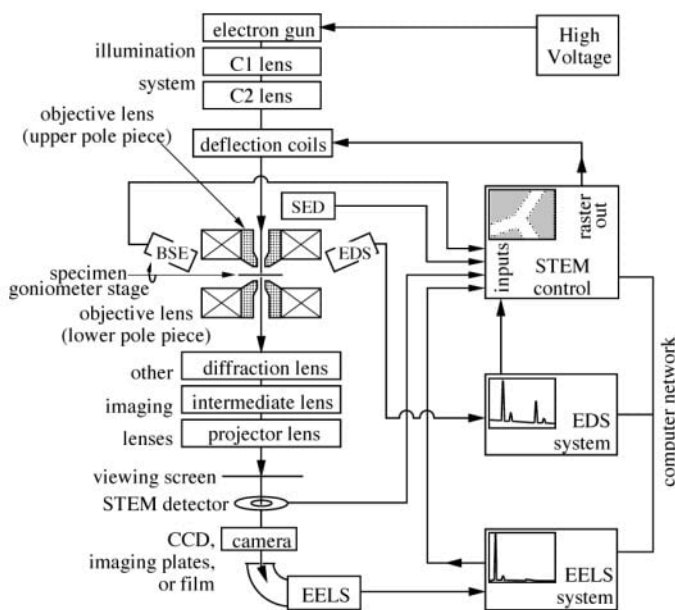 electron gun
High
Voltage
illumination
system
C1 lens
C2 lens
objective lens
(upper pole piece)
deflection coils
SED
BSE
EDS
raster out
inputs
STEM
control
specimen
goniometer stage
objective lens
(lower pole piece)
other
imaging
lenses
diffraction lens
intermediate lens
projector lens
EDS
system
computer network
viewing screen
STEM detector
CCD,
imaging plates,
or film
camera
EELS
EELS
system